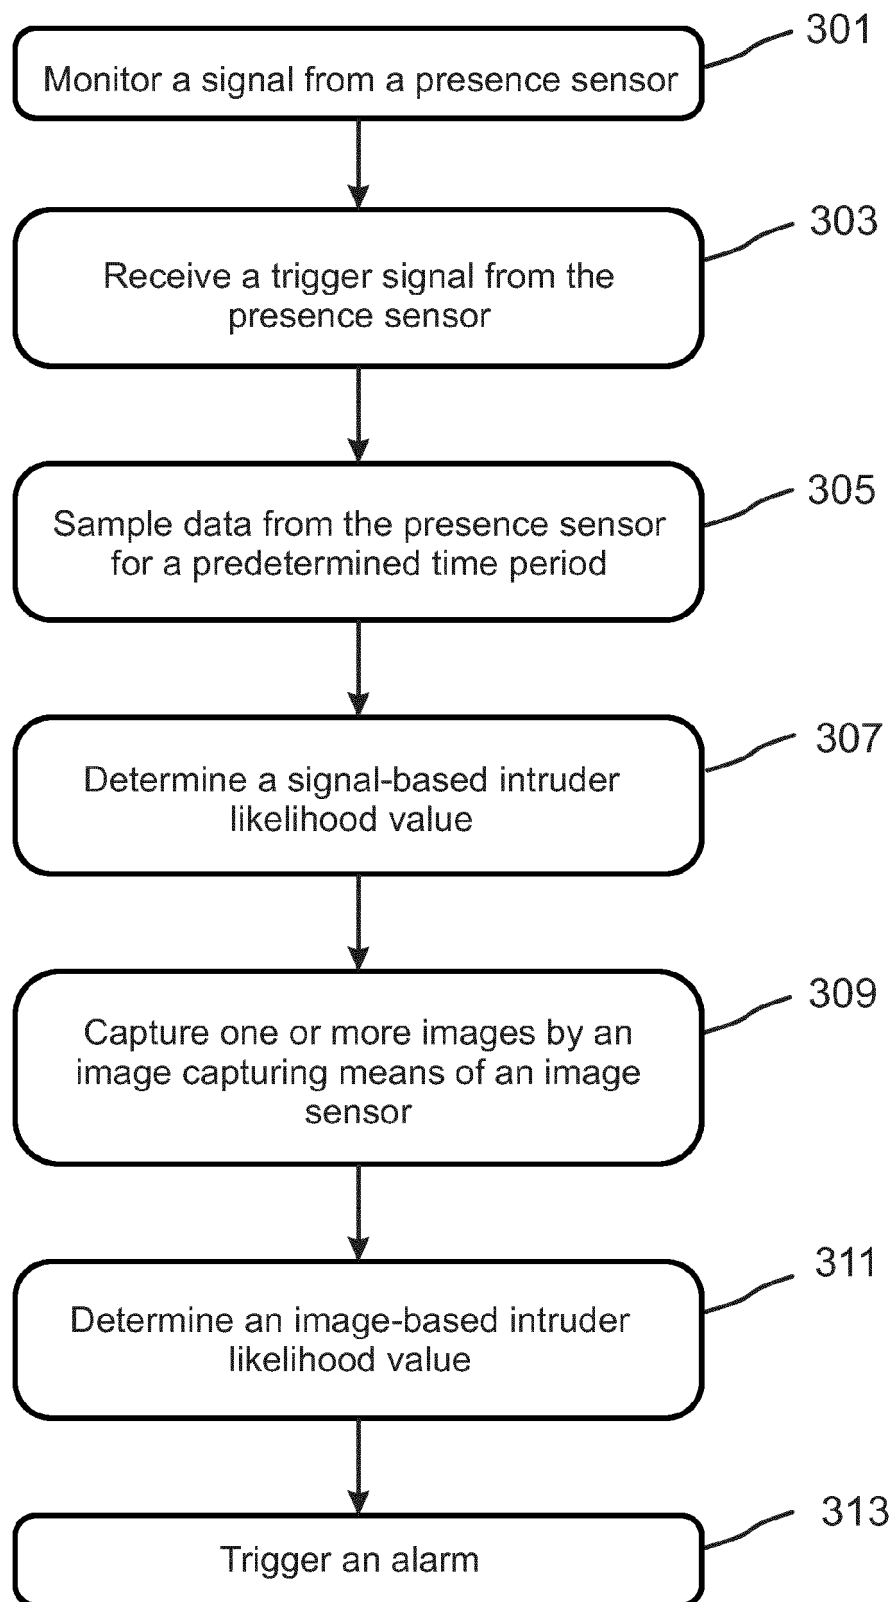 301
Monitor a signal from a presence sensor
303
Receive a trigger signal from the
presence sensor
305
Sample data from the presence sensor
for a predetermined time period
307
Determine a signal-based intruder
likelihood value
309
Capture one or more images by an
image capturing means of an image
sensor
311
Determine an image-based intruder
likelihood value
313
Trigger an alarm